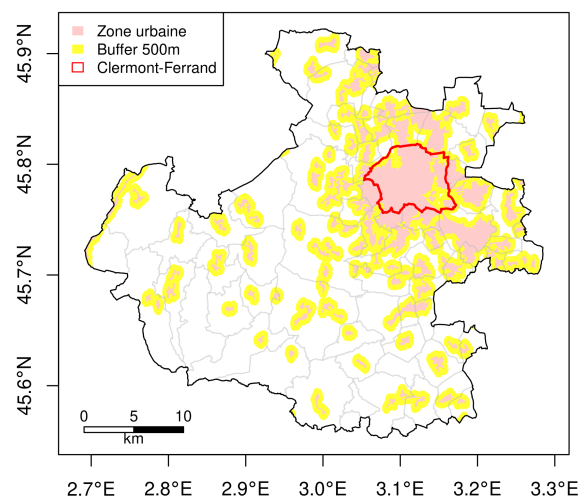 Zone urbaine
Buffer 500m
Clermont-Ferrand
45.9°N
45.8°N
45.7°N
45.6°N
0 5 10
km
2.7°E 2.8°E 2.9°E 3.0°E 3.1°E 3.2°E 3.3°E